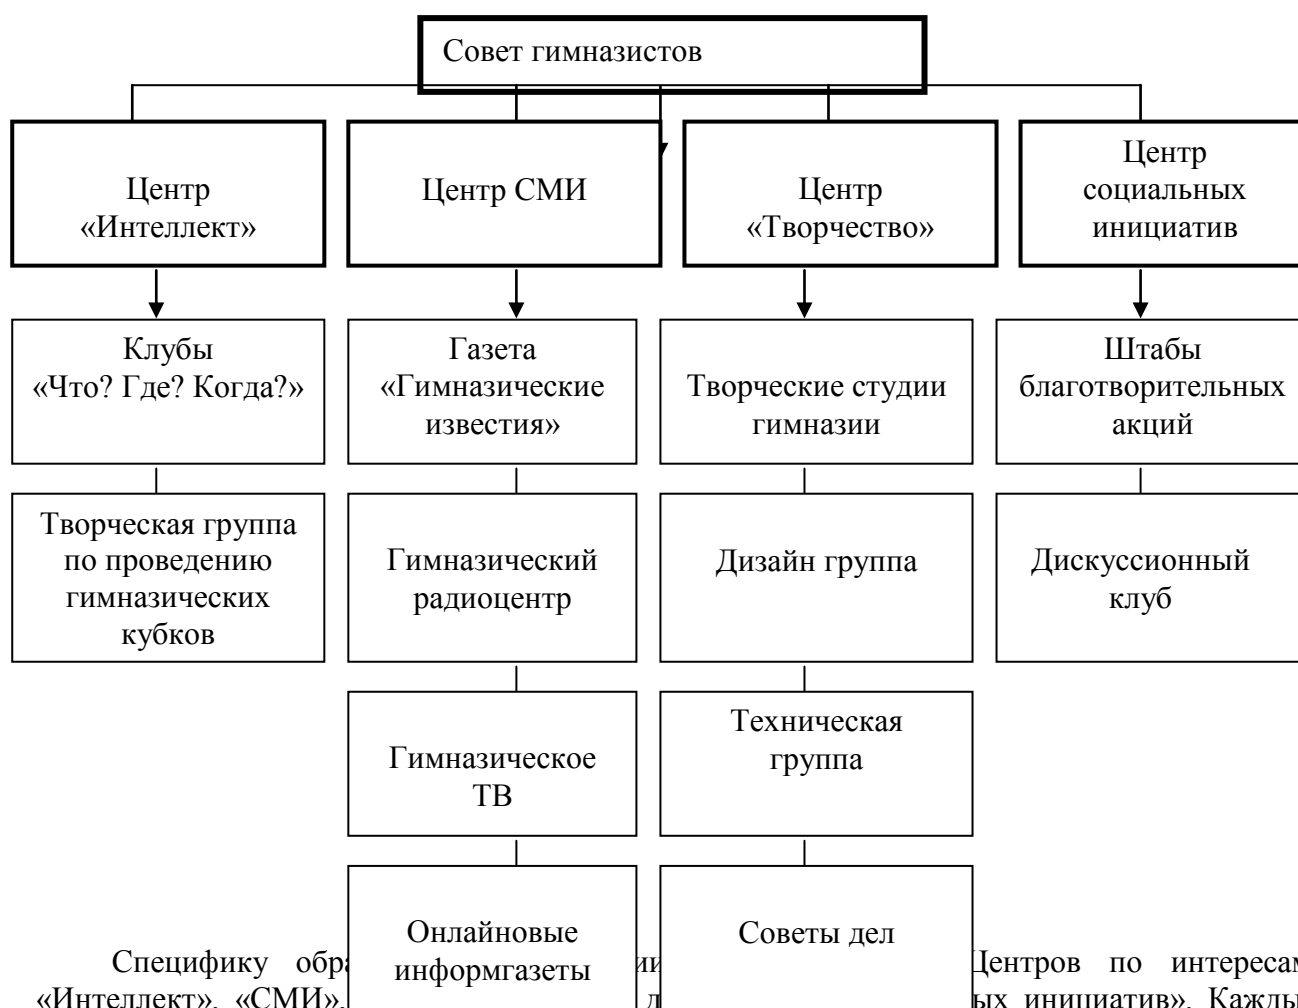 Совет гимназистов
Центр
«Интеллект»
Центр СМИ
Центр
«Творчество»
Центр
социальных
инициатив
Клубы
«Что? Где? Когда?»
Газета
«Гимназические
известия»
Творческие студии
гимназии
Штабы
благотворительных
акций
Творческая группа
по проведению
гимназических
кубков
Гимназический
радиоцентр
Дизайн группа
Дискуссионный
клуб
Гимназическое
ТВ
Техническая
группа
Онлайновые
информгазеты
Советы дел
Специфику Центров по интересам
«Интеллект», «СМИ», инициатив». Кажды